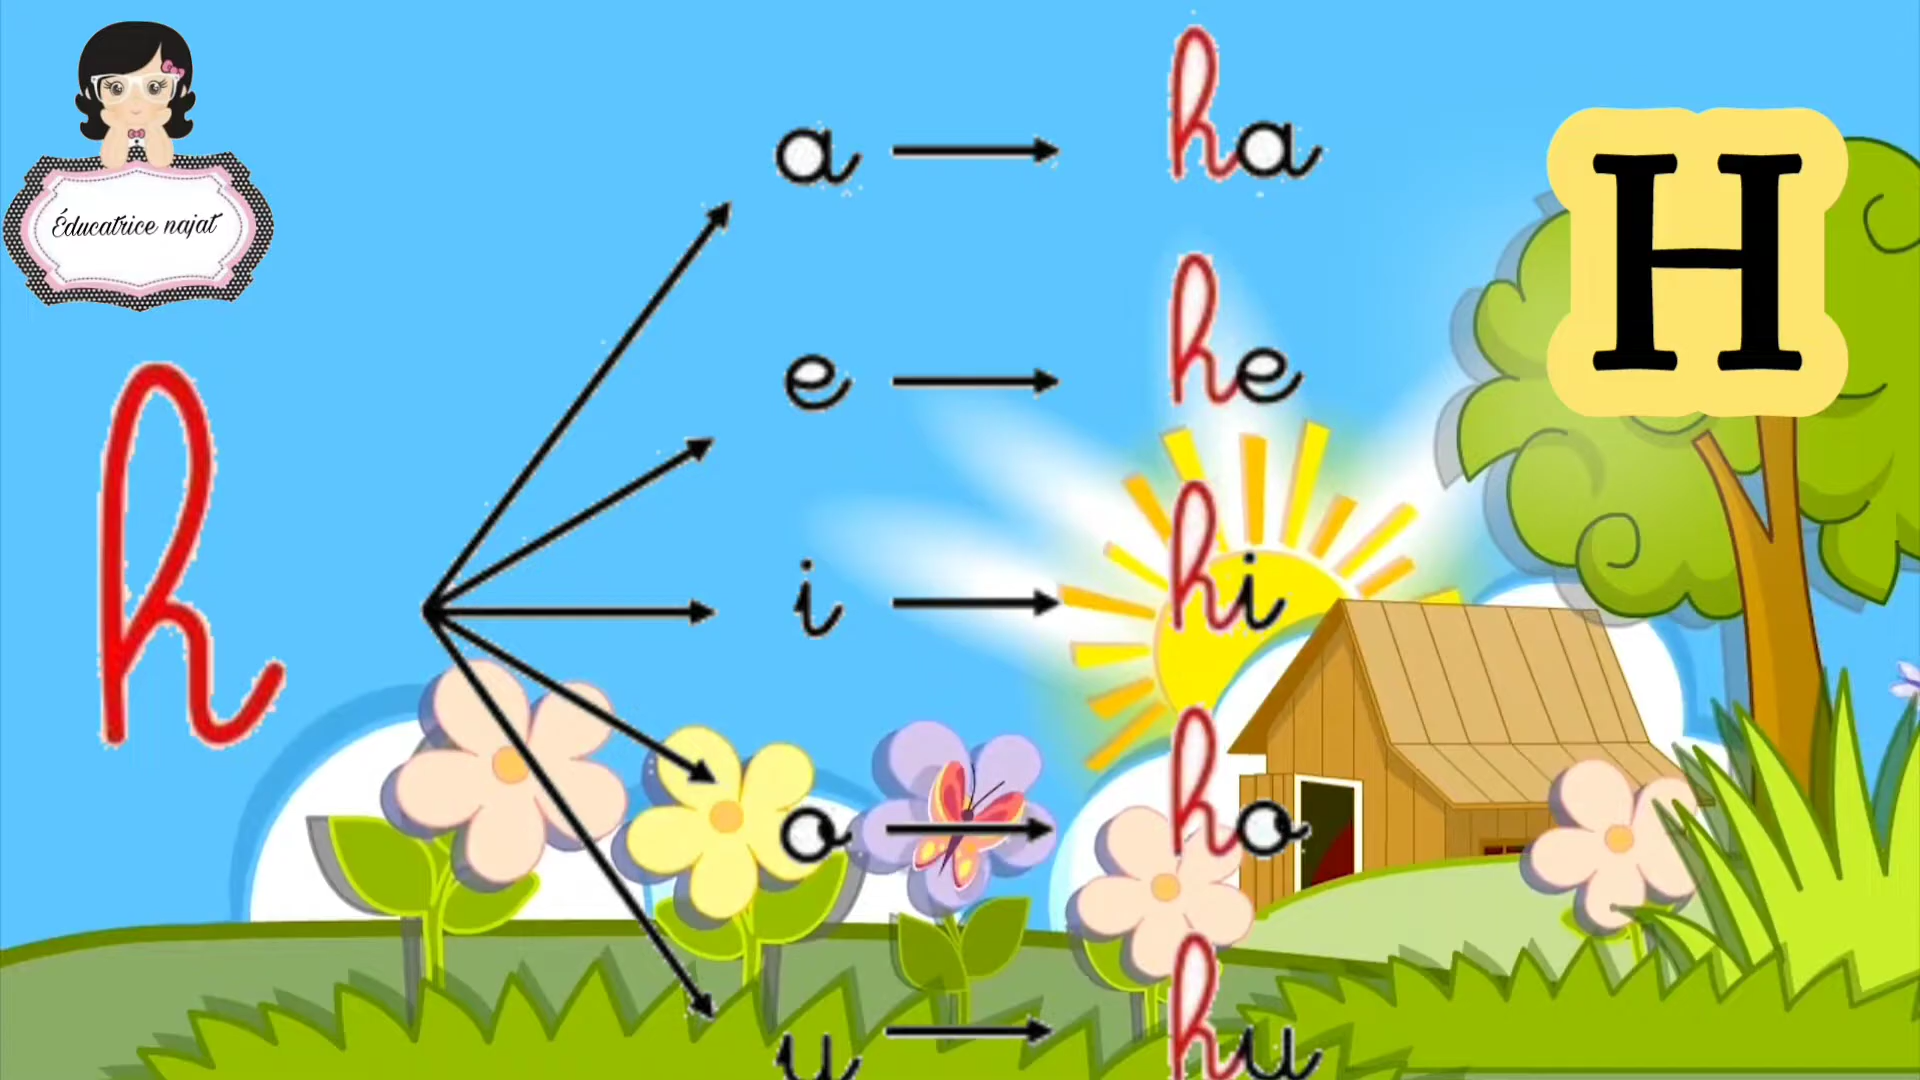 Éducatrice najat
H
h
a → ha
e → he
i → hi
o → ho
u → hu